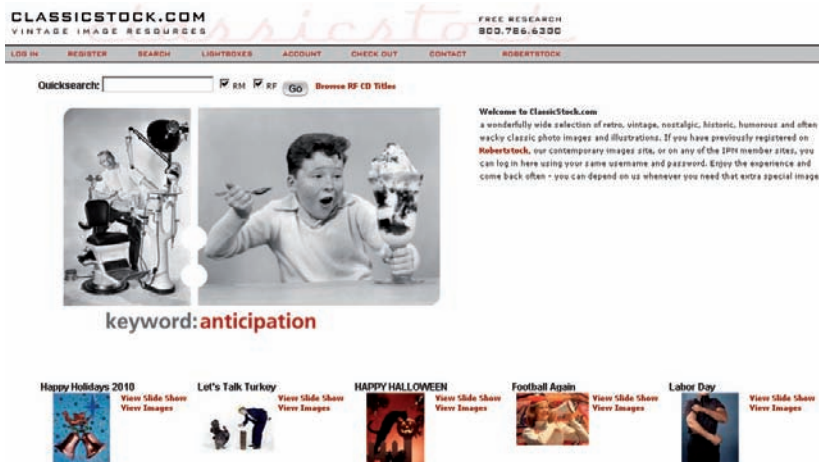 CLASSICSTOCK.COM
VINTAGE IMAGE RESOURCES
classicstock
FREE RESEARCH
800.786.6300
LOG IN REGISTER SEARCH LIGHTBOXES ACCOUNT CHECK OUT CONTACT ROBERTSTOCK
Quicksearch: RM RF Go Browse RF CD Titles
Welcome to ClassicStock.com
a wonderfully wide selection of retro, vintage, nostalgic, historic, humorous and often
wacky classic photo images and illustrations. If you have previously registered on
Robertstock, our contemporary images site, or on any of the IPN member sites, you
can log in here using your same username and password. Enjoy the experience and
come back often - you can depend on us whenever you need that extra special image
keyword:anticipation
Happy Holidays 2010
View Slide Show
View Images
Let's Talk Turkey
HAPPY HALLOWEEN
View Slide Show
View Images
Football Again
View Slide Show
View Images
Labor Day
View Slide Show
View Images